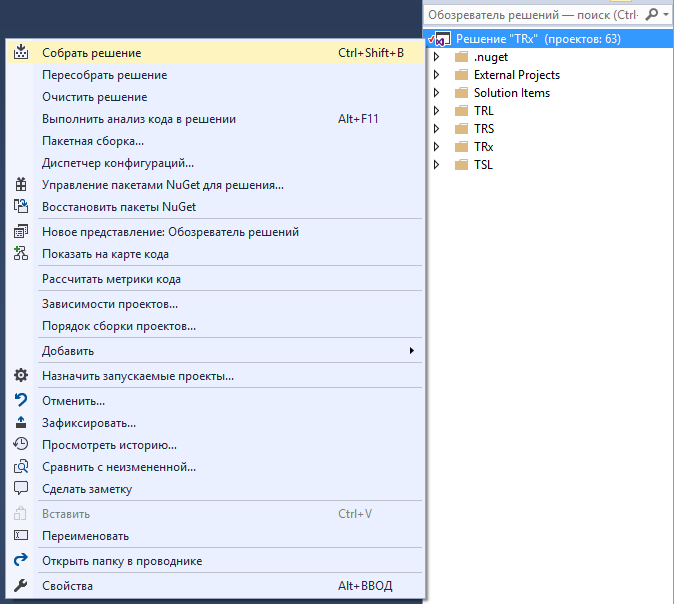 Обозреватель решений — поиск (Ctrl-
Решение "TRx" (проектов: 63)
.nuget
External Projects
Solution Items
TRL
TRS
TRx
TSL
Собрать решение Ctrl+Shift+B
Пересобрать решение
Очистить решение
Выполнить анализ кода в решении Alt+F11
Пакетная сборка...
Диспетчер конфигураций...
Управление пакетами NuGet для решения...
Восстановить пакеты NuGet
Новое представление: Обозреватель решений
Показать на карте кода
Рассчитать метрики кода
Зависимости проектов...
Порядок сборки проектов...
Добавить
Назначить запускаемые проекты...
Отменить...
Зафиксировать...
Просмотреть историю...
Сравнить с неизмененной...
Сделать заметку
Вставить Ctrl+V
Переименовать
Открыть папку в проводнике
Свойства Alt+ВВОД